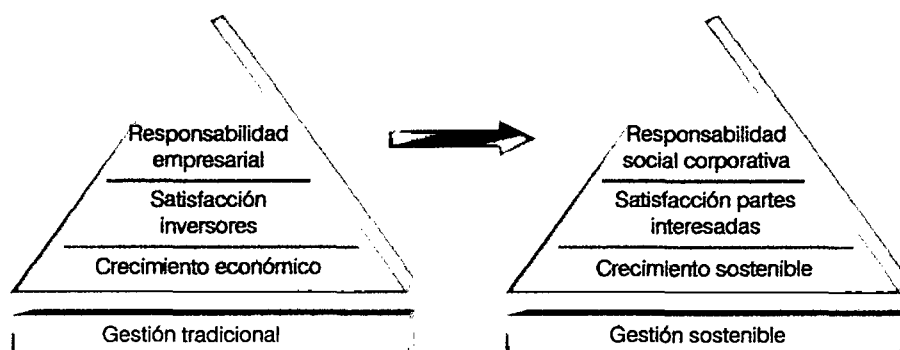 Responsabilidad
empresarial
Satisfacción
inversores
Crecimiento económico
Gestión tradicional
Responsabilidad
social corporativa
Satisfacción partes
interesadas
Crecimiento sostenible
Gestión sostenible